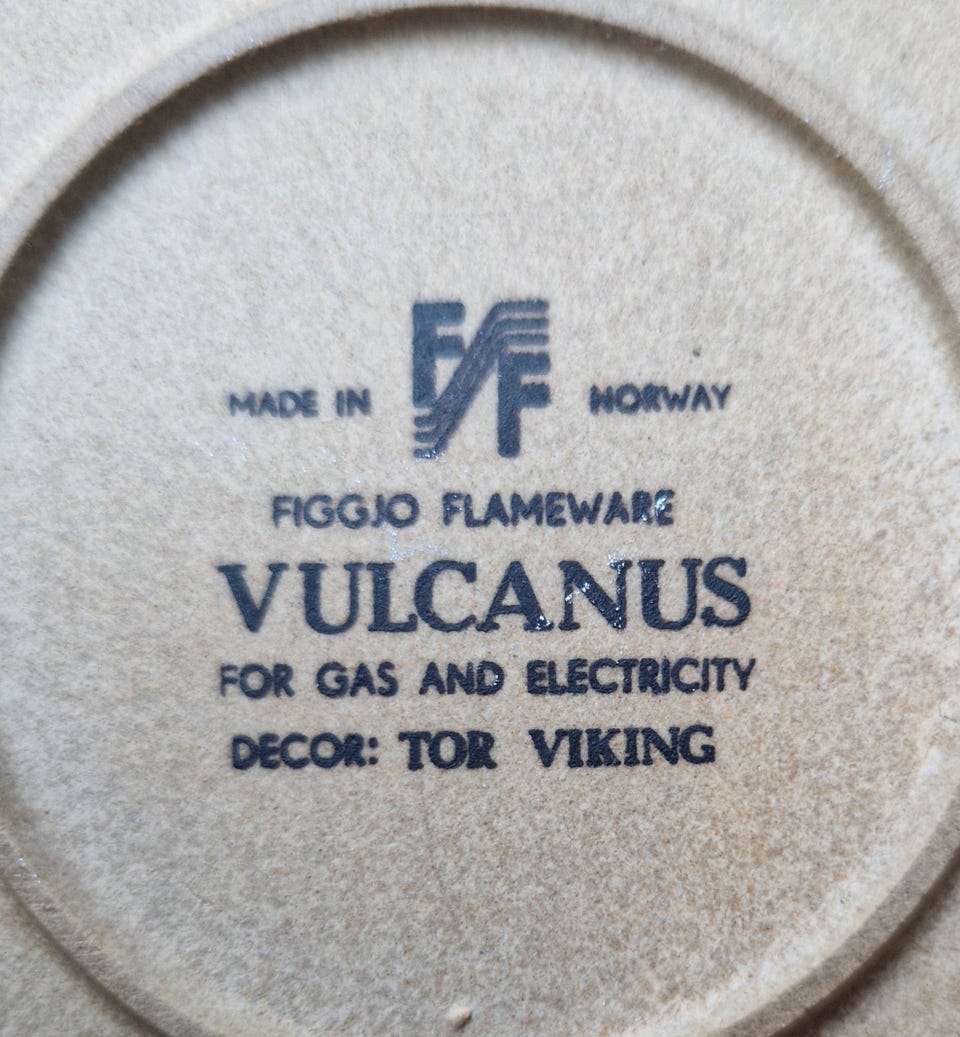 MADE IN FF NORWAY
FIGGJO FLAMEWARE
VULCANUS
FOR GAS AND ELECTRICITY
DECOR: TOR VIKING